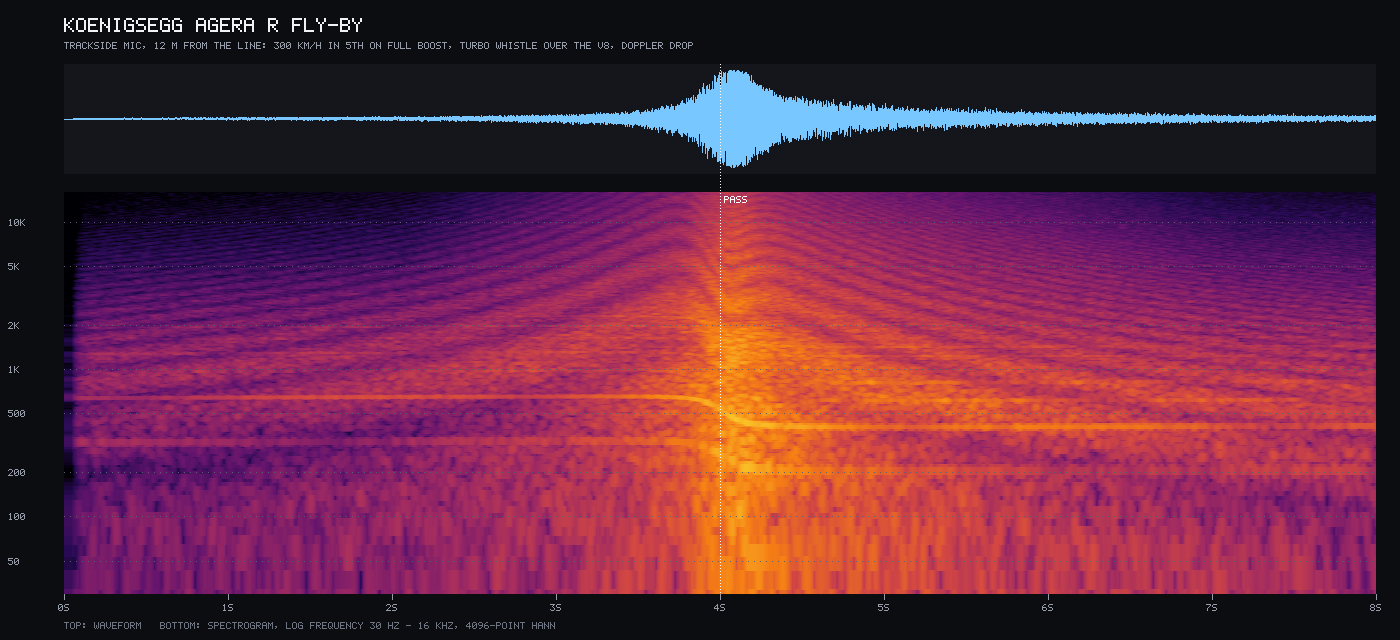 KOENIGSEGG AGERA R FLY-BY
TRACKSIDE MIC, 12 M FROM THE LINE: 300 KM/H IN 5TH ON FULL BOOST, TURBO WHISTLE OVER THE V8, DOPPLER DROP
PASS
10K
5K
2K
1K
500
200
100
50
0S 1S 2S 3S 4S 5S 6S 7S 8S
TOP: WAVEFORM BOTTOM: SPECTROGRAM, LOG FREQUENCY 30 HZ - 16 KHZ, 4096-POINT HANN